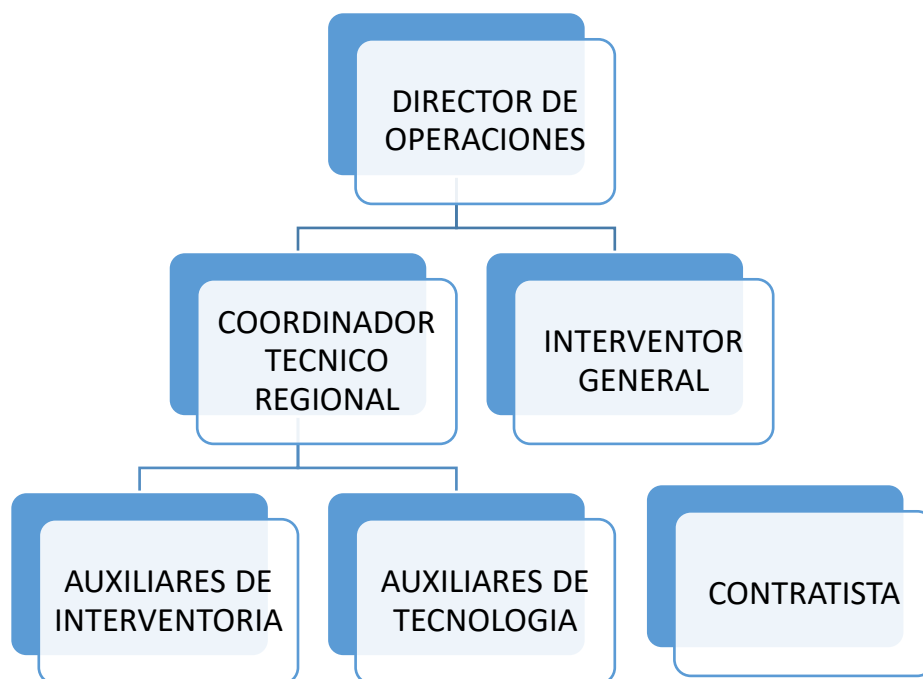 DIRECTOR DE
OPERACIONES
COORDINADOR
TECNICO
REGIONAL
INTERVENTOR
GENERAL
AUXILIARES DE
INTERVENTORIA
AUXILIARES DE
TECNOLOGIA
CONTRATISTA